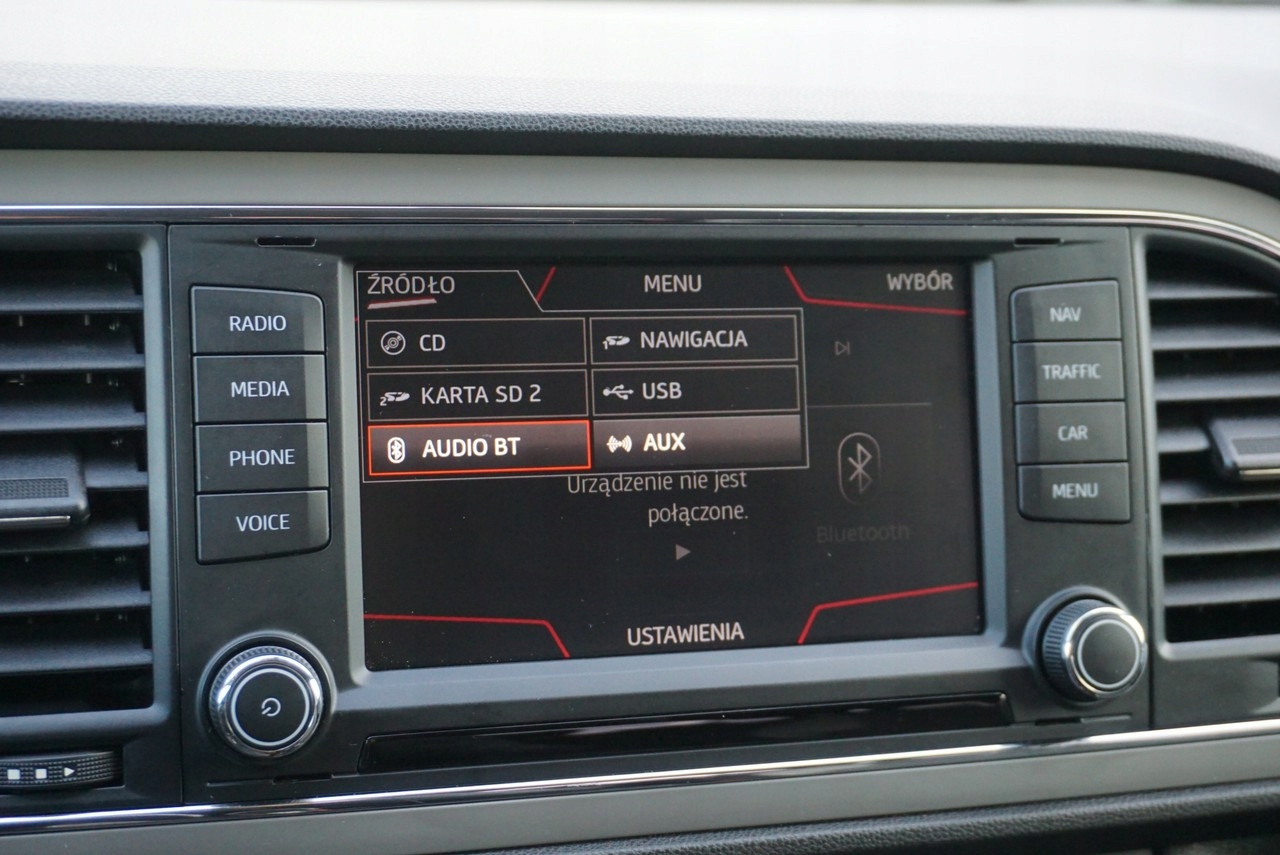 ŹRÓDŁO
MENU
WYBÓR
CD
NAWIGACJA
KARTA SD 2
USB
AUDIO BT
AUX
Urządzenie nie jest
połączone.
Bluetooth
USTAWIENIA
RADIO
MEDIA
PHONE
VOICE
NAV
TRAFFIC
CAR
MENU